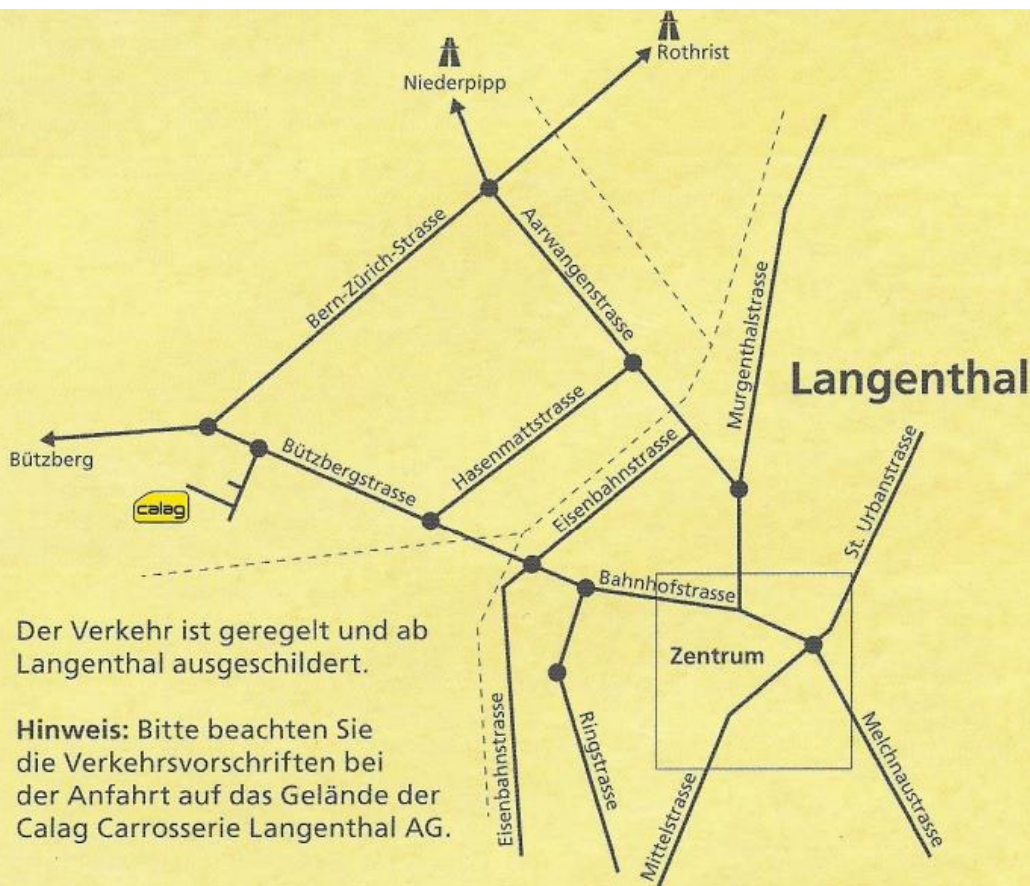 Rothrist
Niederpipp
Aarwangenstrasse
Bern-Zürich-Strasse
Murgenthalstrasse
Langenthal
Hasenmattstrasse
Bützberg
Bützbergstrasse
Eisenbahnstrasse
St. Urbanstrasse
calag
Bahnhofstrasse
Zentrum
Der Verkehr ist geregelt und ab
Langenthal ausgeschildert.
Hinweis: Bitte beachten Sie
die Verkehrsvorschriften bei
der Anfahrt auf das Gelände der
Calag Carrosserie Langenthal AG.
Eisenbahnstrasse
Ringstrasse
Mittelstrasse
Melchnaustrasse